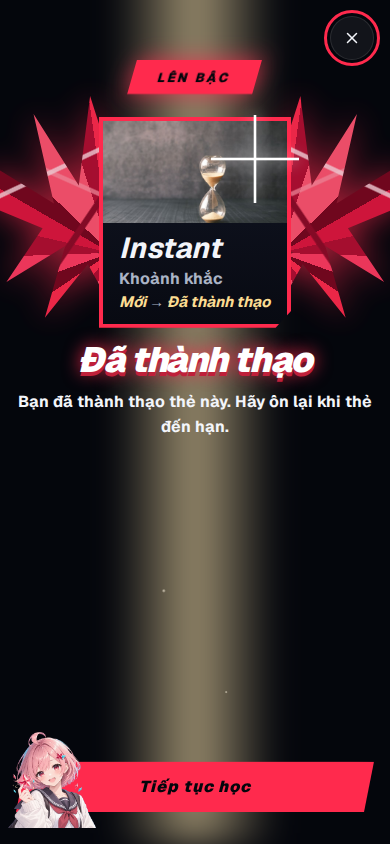 LÊN BẬC
Instant
Khoảnh khắc
Mới → Đã thành thạo
Đã thành thạo
Bạn đã thành thạo thẻ này. Hãy ôn lại khi thẻ
đến hạn.
Tiếp tục học